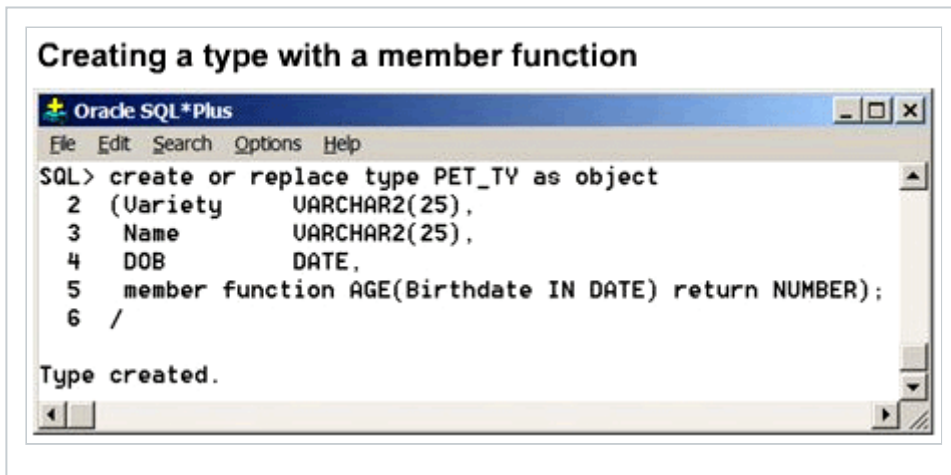 Creating a type with a member function
Oracle SQL*Plus
File Edit Search Options Help
SQL> create or replace type PET_TY as object
2 (Variety VARCHAR2(25),
3 Name VARCHAR2(25),
4 DOB DATE,
5 member function AGE(Birthdate IN DATE) return NUMBER);
6 /
Type created.